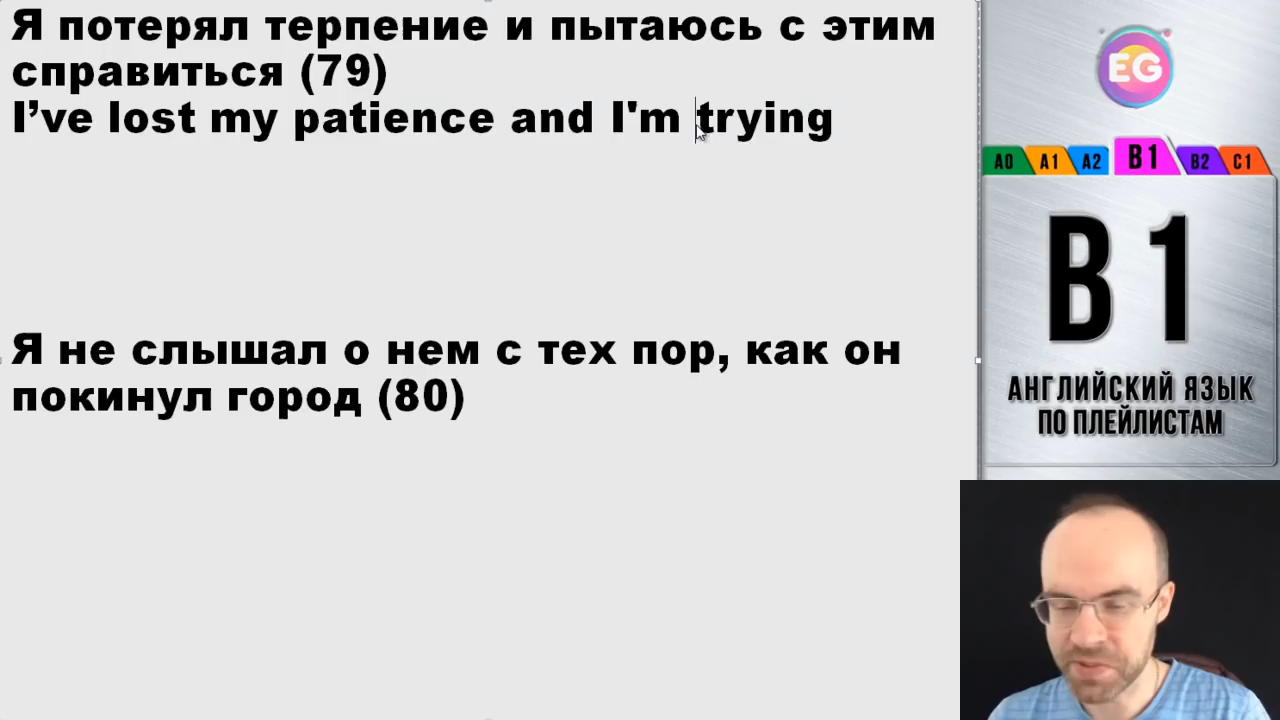 Я потерял терпение и пытаюсь с этим
справиться (79)
I’ve lost my patience and I'm trying
Я не слышал о нем с тех пор, как он
покинул город (80)
EG
A0 A1 A2 B1 B2 C1
B1
АНГЛИЙСКИЙ ЯЗЫК
ПО ПЛЕЙЛИСТАМ